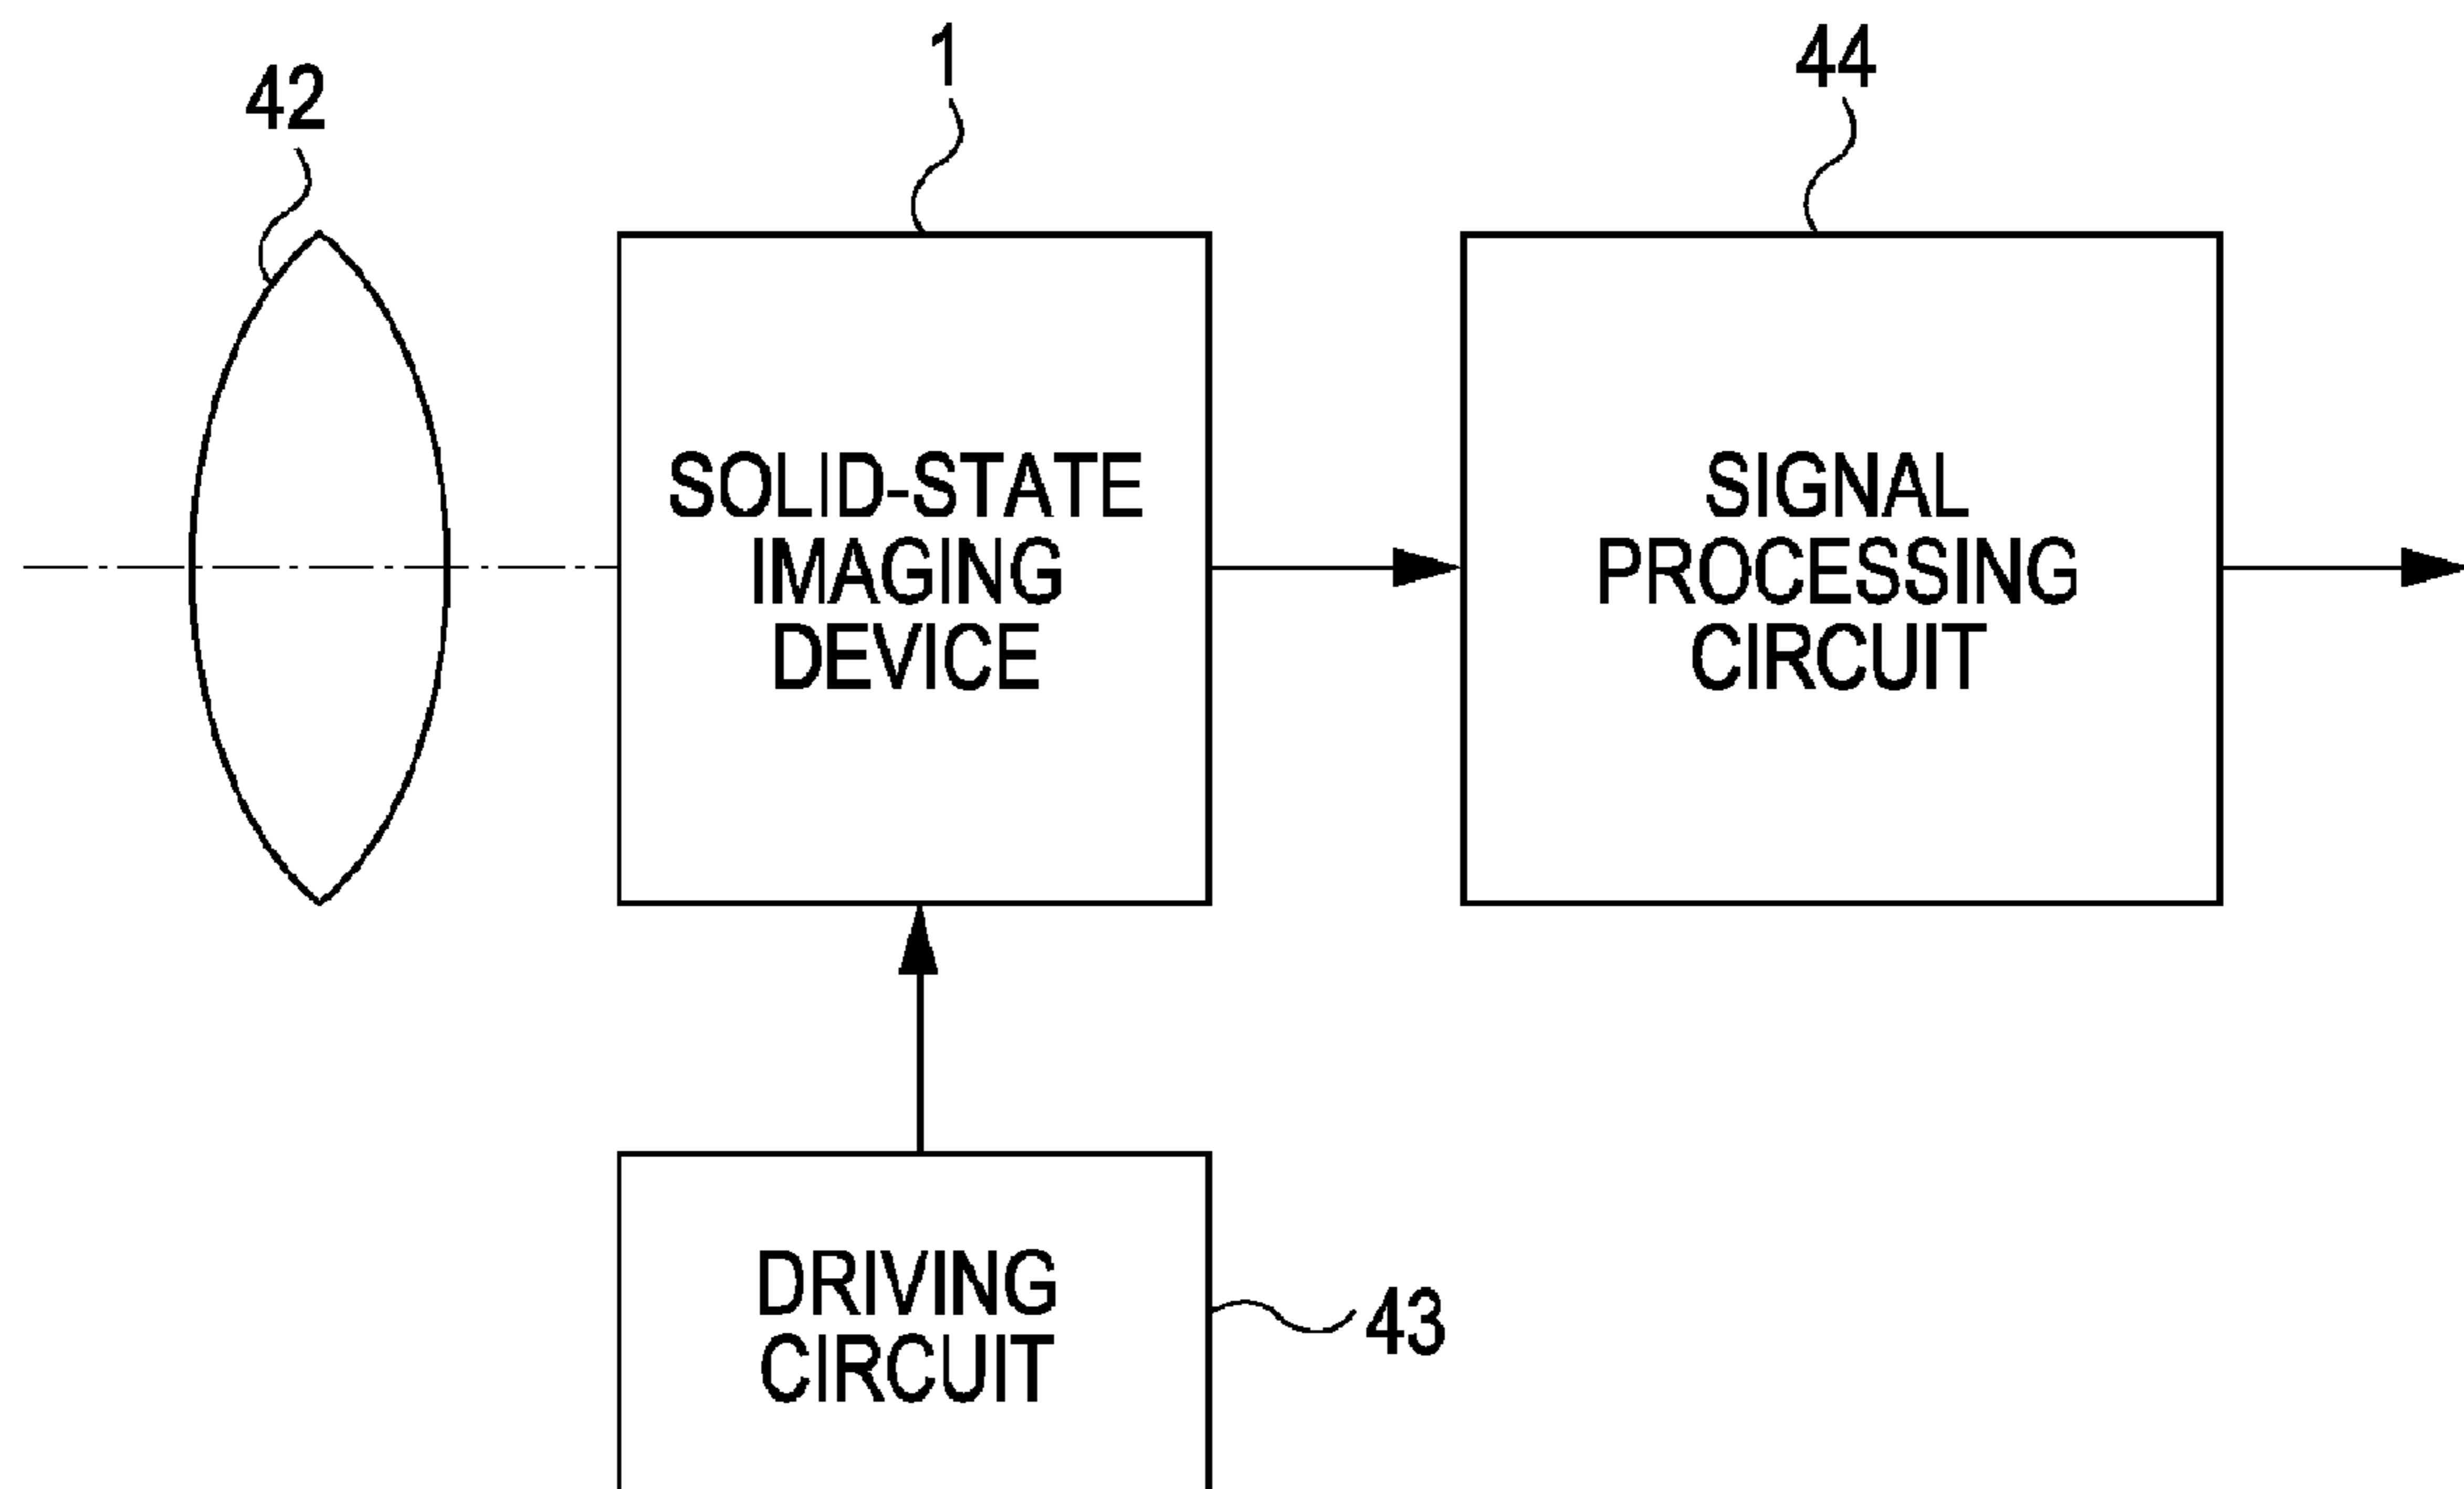 42
1
44
SOLID-STATE
IMAGING
DEVICE
SIGNAL
PROCESSING
CIRCUIT
DRIVING
CIRCUIT
43